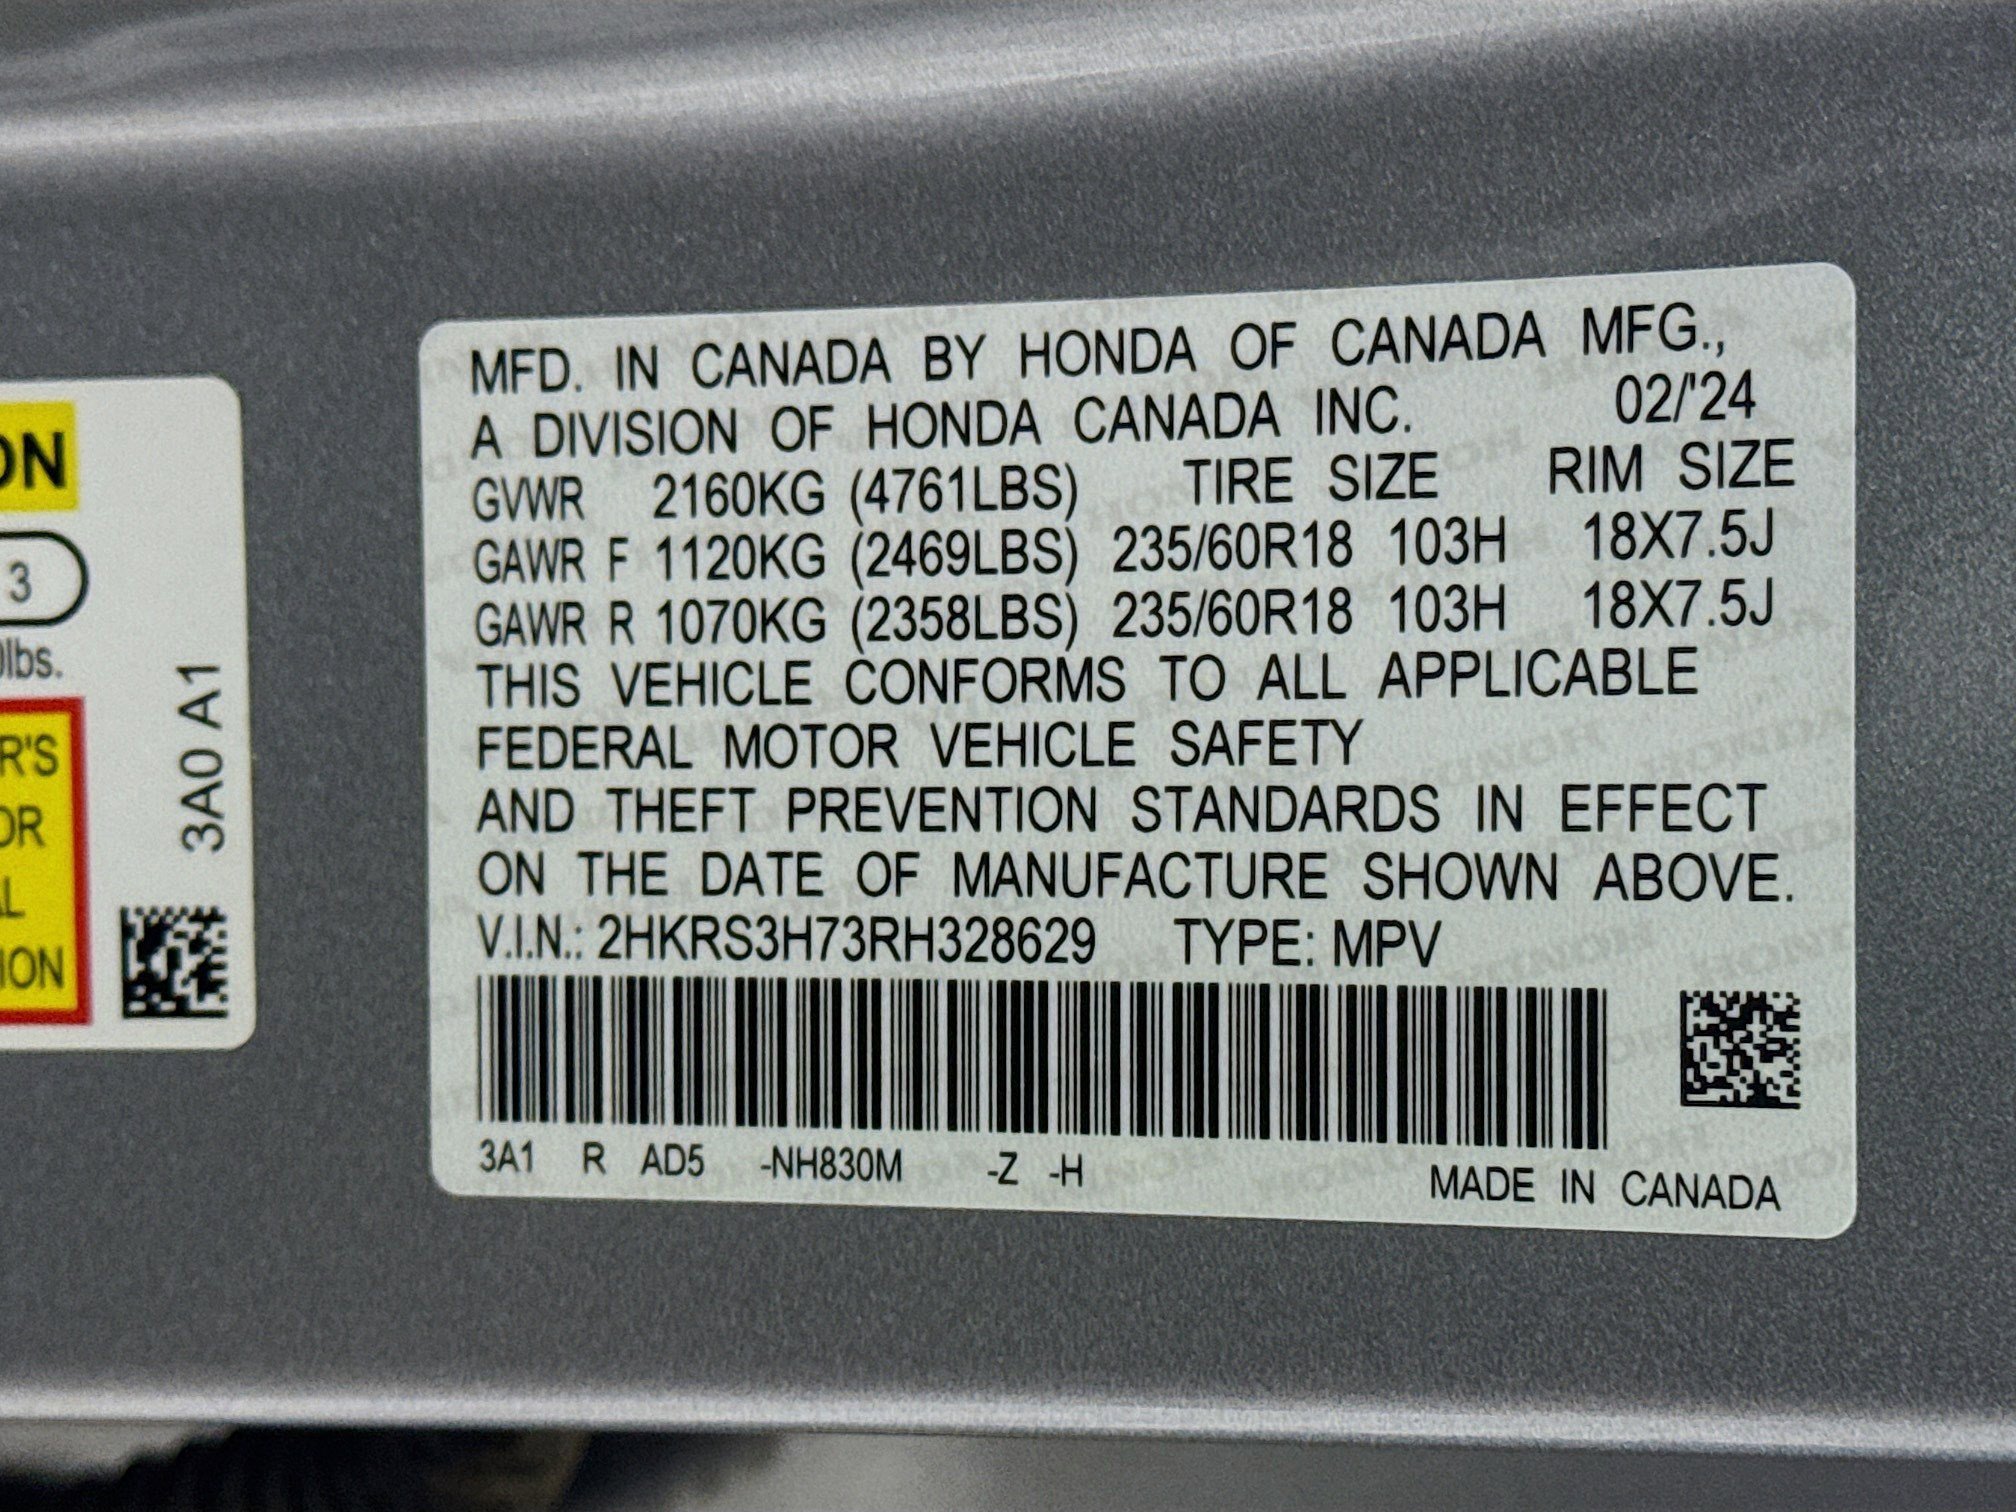 MFD. IN CANADA BY HONDA OF CANADA MFG.,
A DIVISION OF HONDA CANADA INC. 02/'24
GVWR 2160KG (4761LBS) TIRE SIZE RIM SIZE
GAWR F 1120KG (2469LBS) 235/60R18 103H 18X7.5J
GAWR R 1070KG (2358LBS) 235/60R18 103H 18X7.5J
THIS VEHICLE CONFORMS TO ALL APPLICABLE
FEDERAL MOTOR VEHICLE SAFETY
AND THEFT PREVENTION STANDARDS IN EFFECT
ON THE DATE OF MANUFACTURE SHOWN ABOVE.
V.I.N.: 2HKRS3H73RH328629 TYPE: MPV
3A1 R AD5 -NH830M -Z -H
MADE IN CANADA
ON
3
lbs.
R'S
OR
ION
3A0 A1